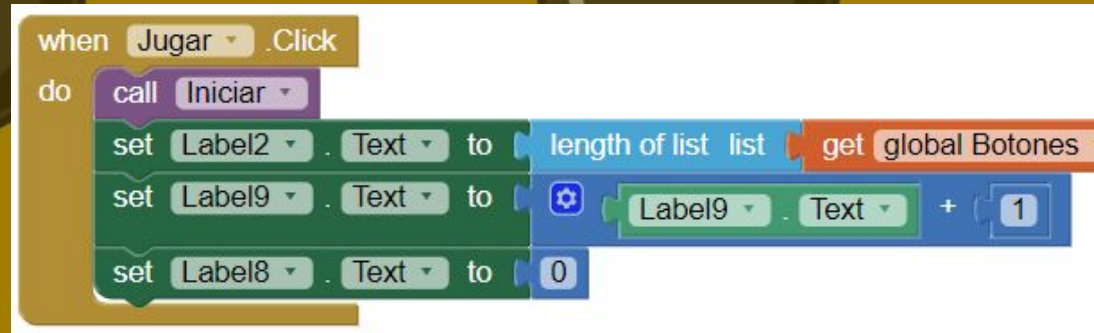 when Jugar .Click
do call Iniciar
set Label2 . Text to length of list list get global Botones
set Label9 . Text to Label9 . Text + 1
set Label8 . Text to 0